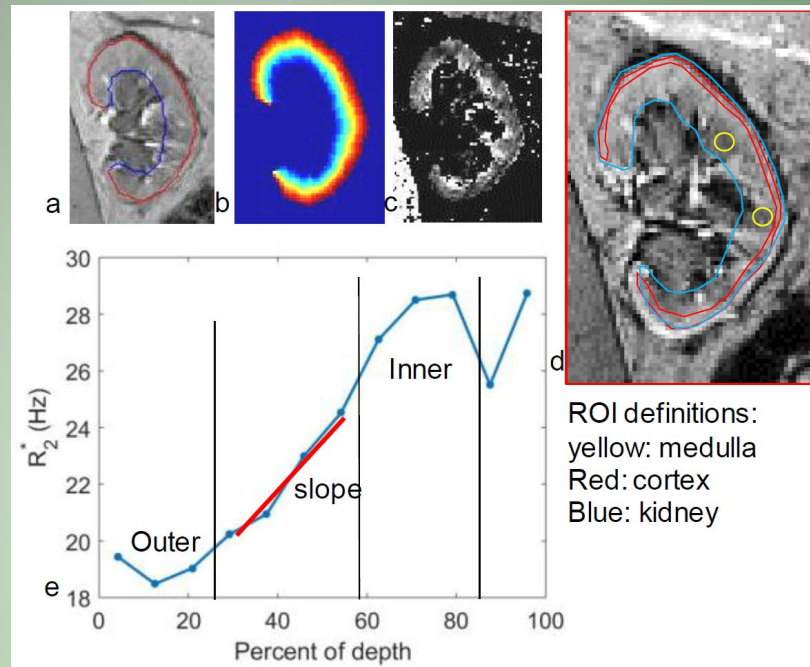 a
b
c
d
ROI definitions:
yellow: medulla
Red: cortex
Blue: kidney
30
28
26
24
22
20
18
R₂* (Hz)
Outer
slope
Inner
e
0
20
40
60
80
100
Percent of depth